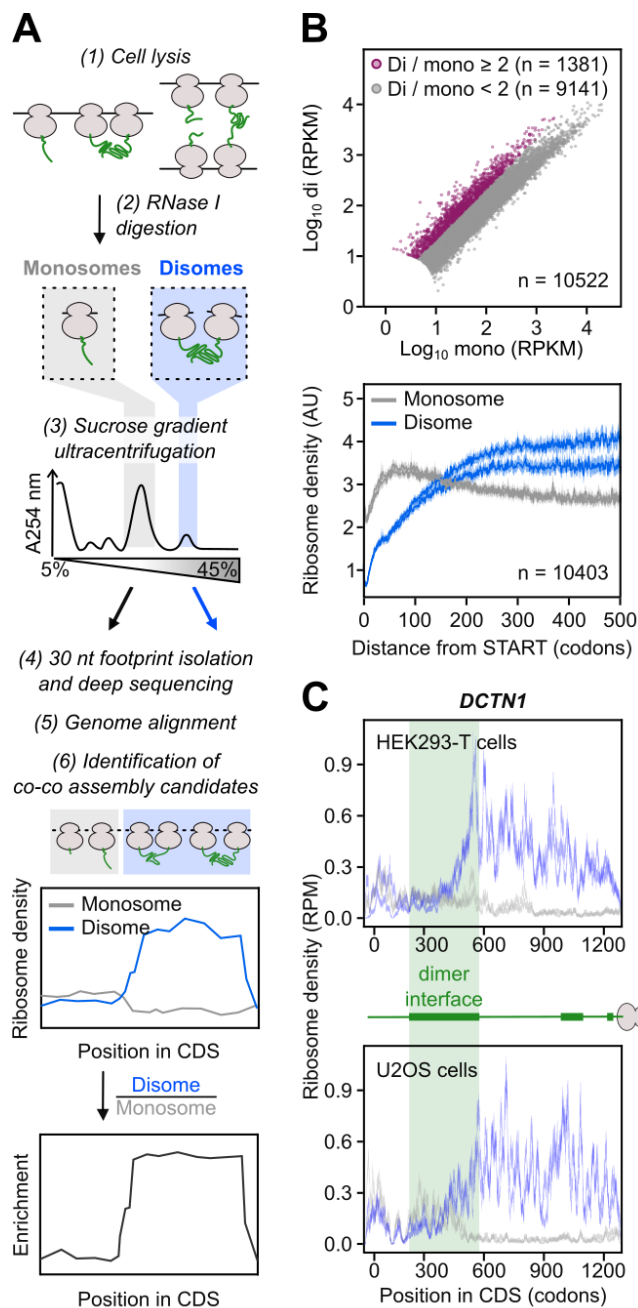 A
(1) Cell lysis
(2) RNase I
digestion
Monosomes
Disomes
(3) Sucrose gradient
ultracentrifugation
A254 nm
5%
45%
(4) 30 nt footprint isolation
and deep sequencing
(5) Genome alignment
(6) Identification of
co-co assembly candidates
Ribosome density
Monosome
Disome
Position in CDS
Disome
Monosome
Enrichment
Position in CDS
B
Log10 di (RPKM)
4
3
2
1
0
Di / mono ≥ 2 (n = 1381)
Di / mono < 2 (n = 9141)
n = 10522
0 1 2 3 4
Log10 mono (RPKM)
Ribosome density (AU)
5
4
3
2
1
Monosome
Disome
n = 10403
0 100 200 300 400 500
Distance from START (codons)
C
DCTN1
Ribosome density (RPM)
HEK293-T cells
0.9
0.6
0.3
0.0
0 300 600 900 1200
dimer
interface
U2OS cells
0.9
0.6
0.3
0.0
0 300 600 900 1200
Position in CDS (codons)